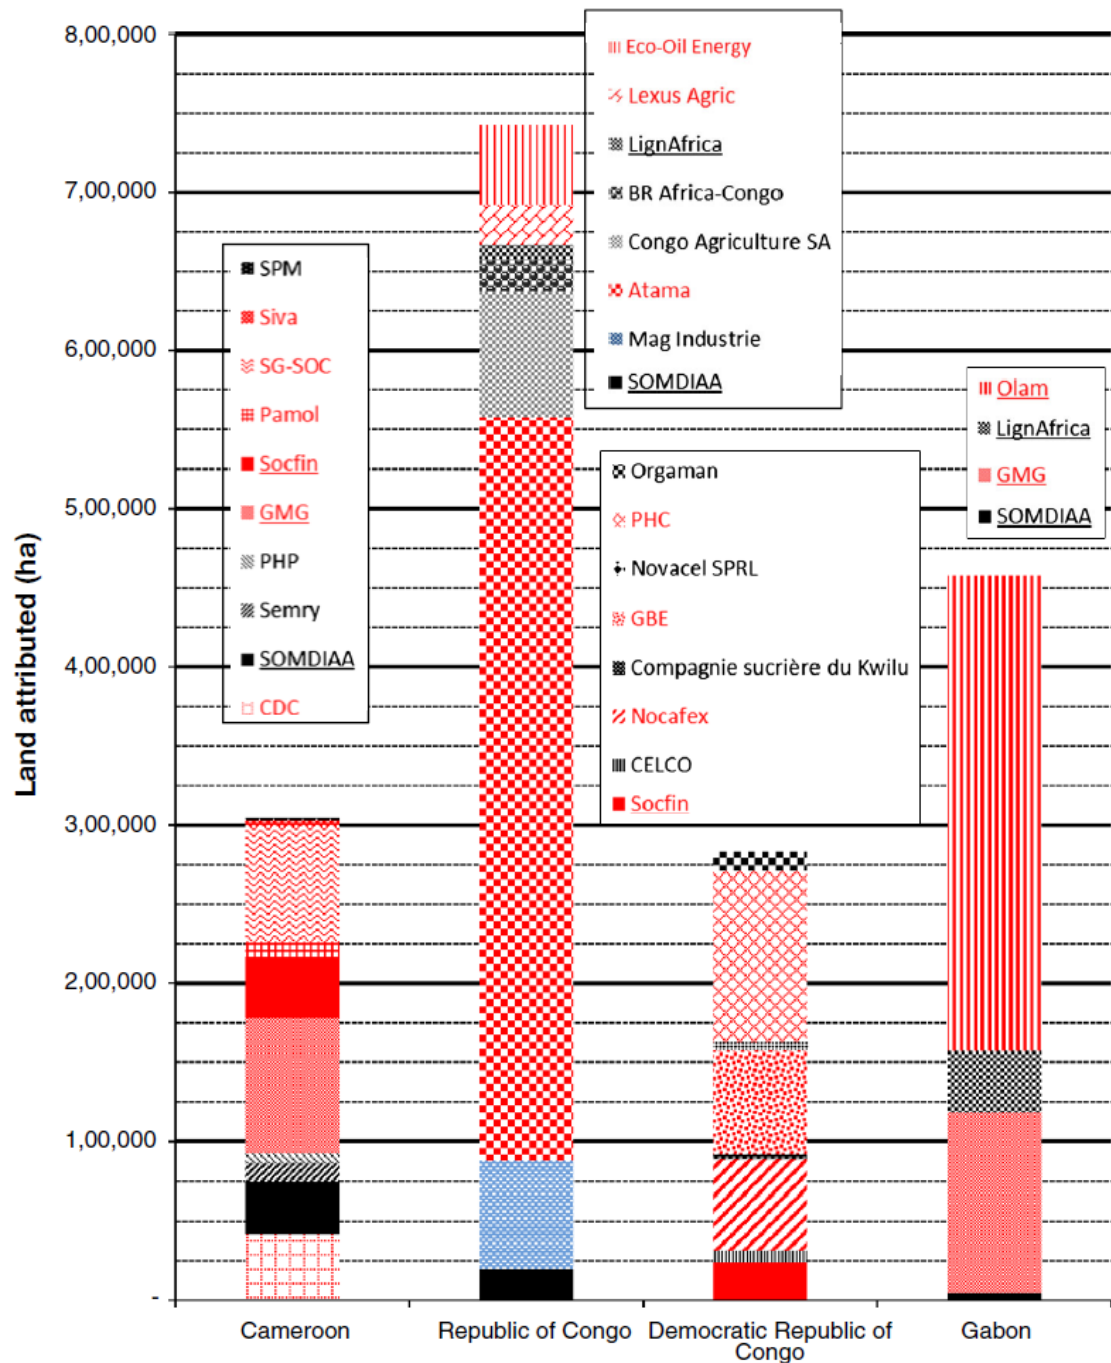 Land attributed (ha)
8,00,000
7,00,000
6,00,000
5,00,000
4,00,000
3,00,000
2,00,000
1,00,000
-
SPM
Siva
SG-SOC
Pamol
Socfin
GMG
PHP
Semry
SOMDIAA
CDC
Eco-Oil Energy
Lexus Agric
LignAfrica
BR Africa-Congo
Congo Agriculture SA
Atama
Mag Industrie
SOMDIAA
Orgaman
PHC
Novacel SPRL
GBE
Compagnie sucrière du Kwilu
Nocafex
CELCO
Socfin
Olam
LignAfrica
GMG
SOMDIAA
Cameroon
Republic of Congo
Democratic Republic of
Congo
Gabon